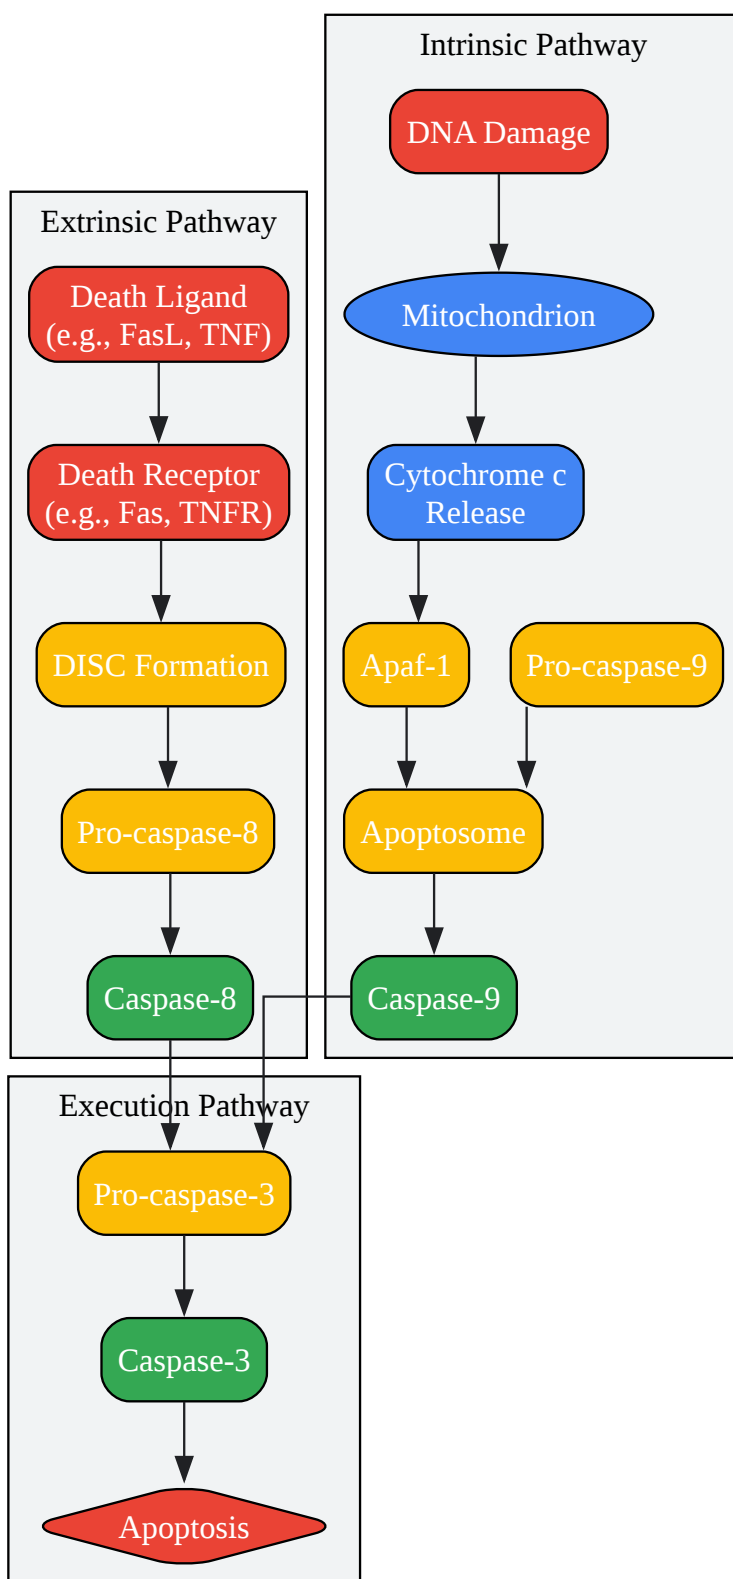 Intrinsic Pathway
DNA Damage
Mitochondrion
Cytochrome c
Release
Apaf-1
Pro-caspase-9
Apoptosome
Caspase-9
Extrinsic Pathway
Death Ligand
(e.g., FasL, TNF)
Death Receptor
(e.g., Fas, TNFR)
DISC Formation
Pro-caspase-8
Caspase-8
Execution Pathway
Pro-caspase-3
Caspase-3
Apoptosis